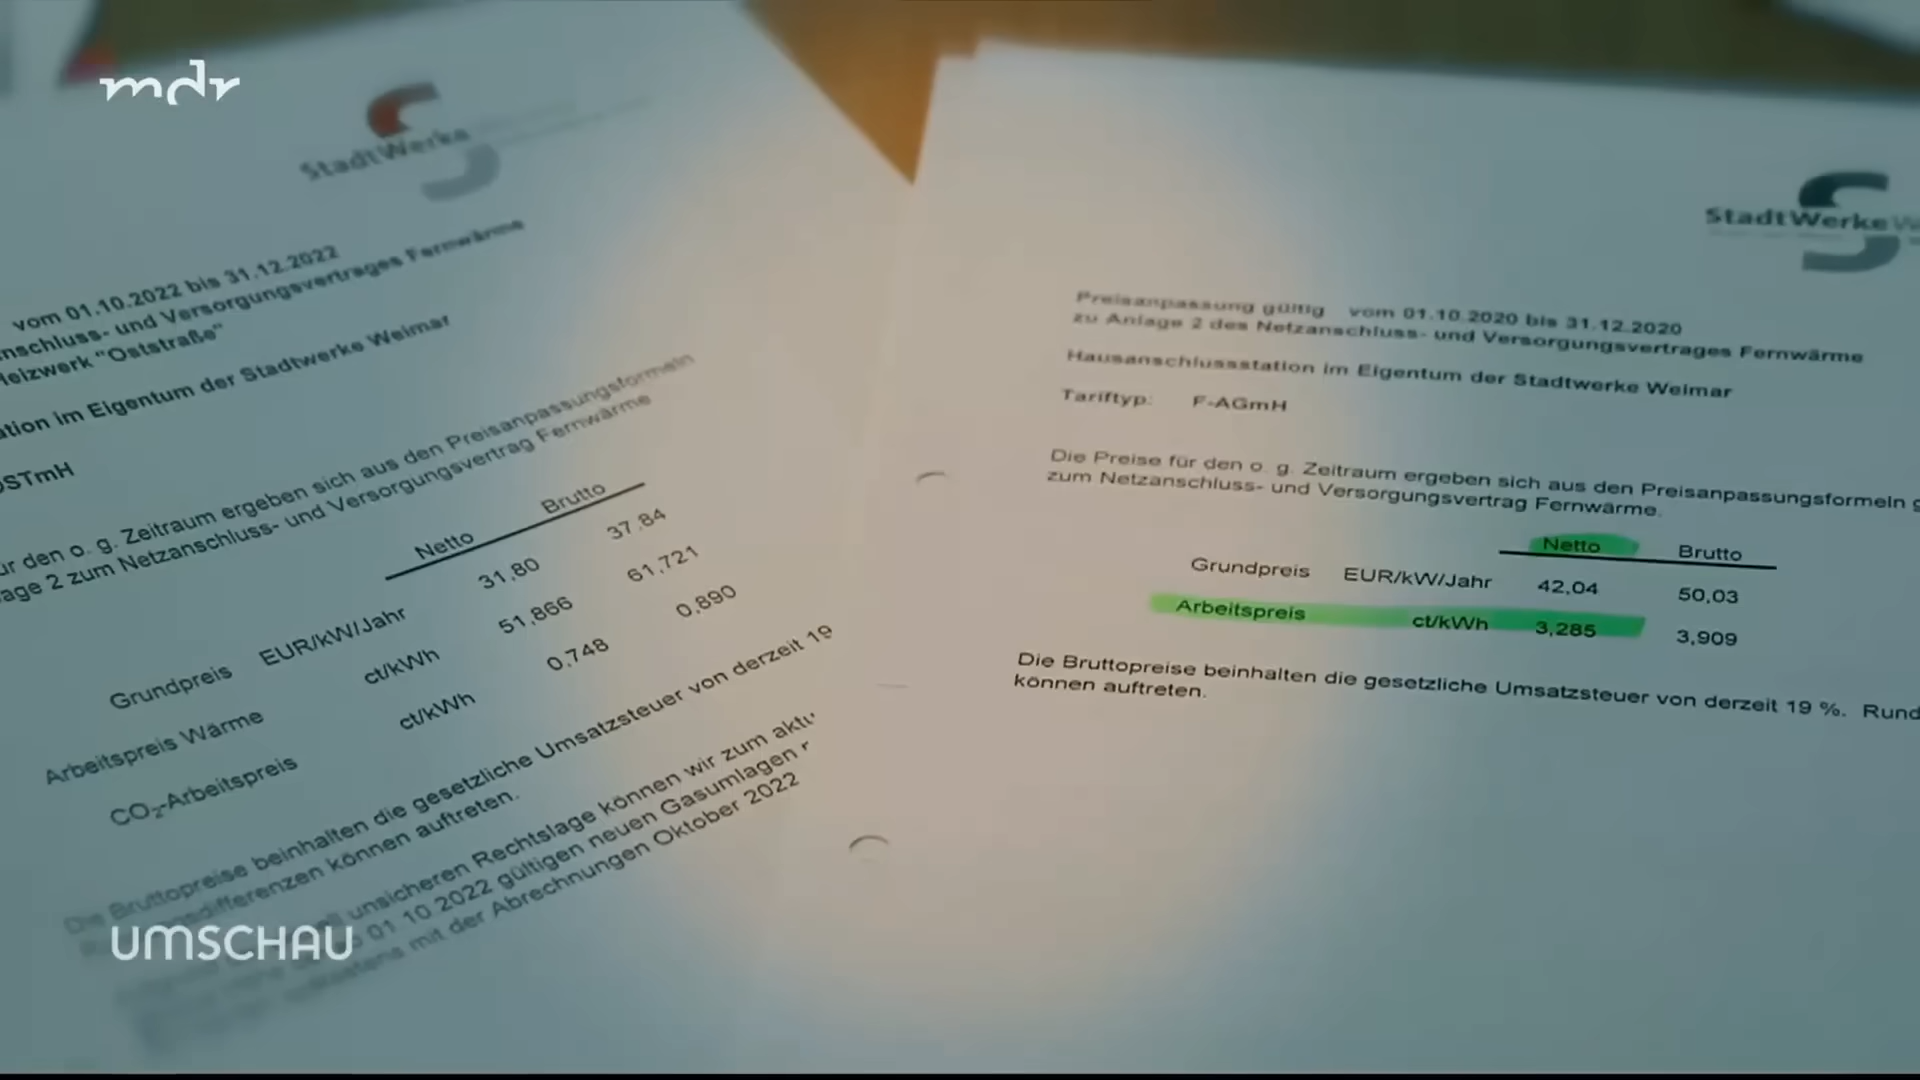 mdr
StadtWerke
vom 01.10.2022 bis 31.12.2022
nschluss- und Versorgungsvertrages Fernwärme
Heizwerk "Oststraße"
ation im Eigentum der Stadtwerke Weimar
OSTmH
ür den o. g. Zeitraum ergeben sich aus den Preisanpassungsformeln
age 2 zum Netzanschluss- und Versorgungsvertrag Fernwärme
Netto Brutto
Grundpreis EUR/kW/Jahr 31,80 37,84
Arbeitspreis Wärme ct/kWh 51,866 61,721
CO₂-Arbeitspreis ct/kWh 0,748 0,890
Die Bruttopreise beinhalten die gesetzliche Umsatzsteuer von derzeit 19
gsdifferenzen können auftreten.
unsicheren Rechtslage können wir zum aktu
01.10.2022 gültigen neuen Gasumlagen
mit der Abrechnungen Oktober 2022
StadtWerke
Preisanpassung gültig vom 01.10.2020 bis 31.12.2020
zu Anlage 2 des Netzanschluss- und Versorgungsvertrages Fernwärme
Hausanschlussstation im Eigentum der Stadtwerke Weimar
Tariftyp: F-AGmH
Die Preise für den o. g. Zeitraum ergeben sich aus den Preisanpassungsformeln g
zum Netzanschluss- und Versorgungsvertrag Fernwärme.
Netto Brutto
Grundpreis EUR/kW/Jahr 42,04 50,03
Arbeitspreis ct/kWh 3,285 3,909
Die Bruttopreise beinhalten die gesetzliche Umsatzsteuer von derzeit 19 %. Rund
können auftreten.
UMSCHAU